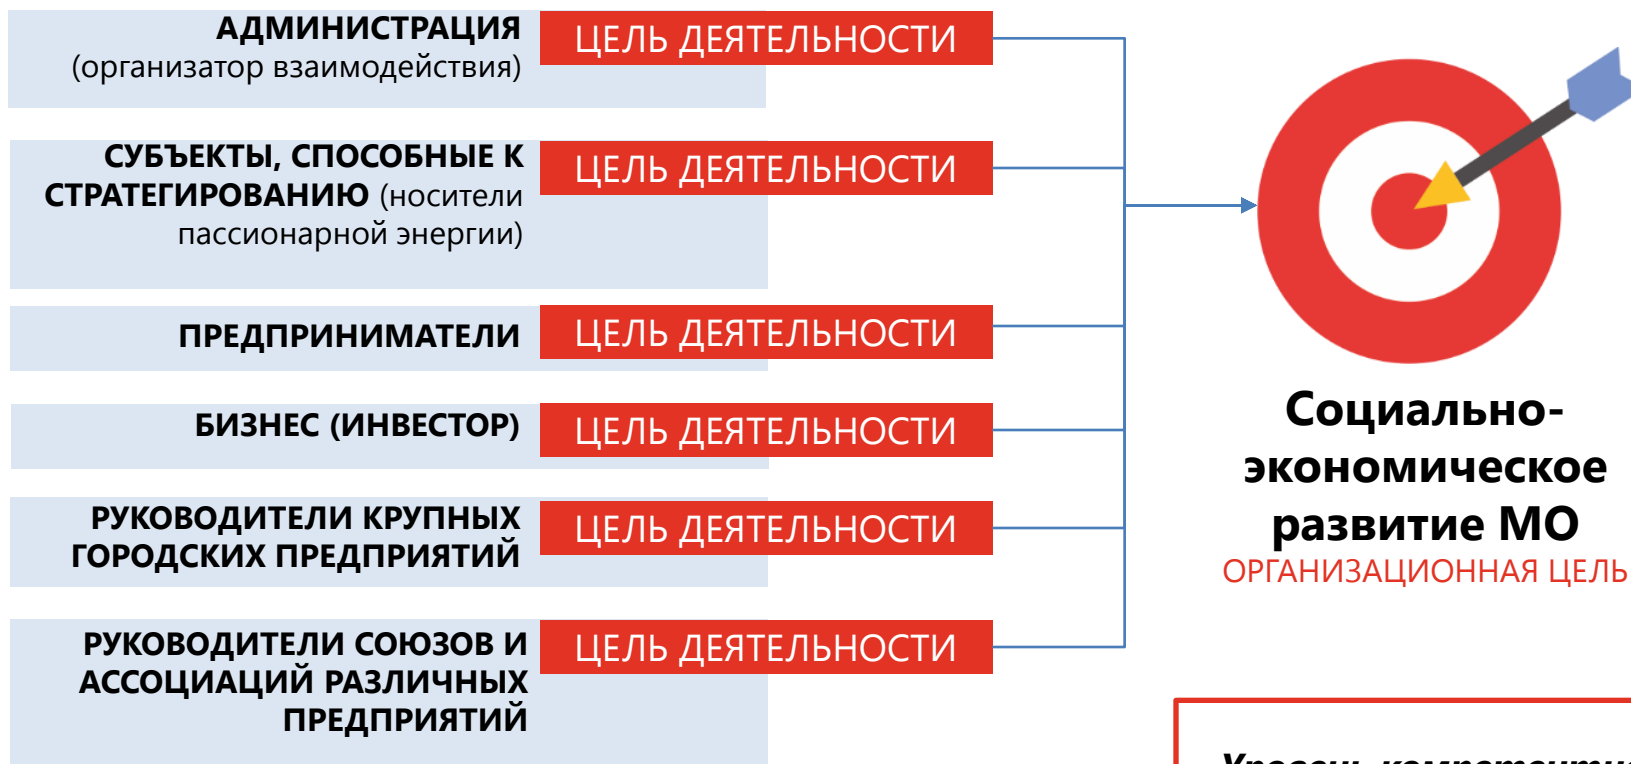 АДМИНИСТРАЦИЯ
(организатор взаимодействия)
ЦЕЛЬ ДЕЯТЕЛЬНОСТИ
СУБЪЕКТЫ, СПОСОБНЫЕ К
СТРАТЕГИРОВАНИЮ (носители
пассионарной энергии)
ЦЕЛЬ ДЕЯТЕЛЬНОСТИ
ПРЕДПРИНИМАТЕЛИ
ЦЕЛЬ ДЕЯТЕЛЬНОСТИ
БИЗНЕС (ИНВЕСТОР)
ЦЕЛЬ ДЕЯТЕЛЬНОСТИ
РУКОВОДИТЕЛИ КРУПНЫХ
ГОРОДСКИХ ПРЕДПРИЯТИЙ
ЦЕЛЬ ДЕЯТЕЛЬНОСТИ
РУКОВОДИТЕЛИ СОЮЗОВ И
АССОЦИАЦИЙ РАЗЛИЧНЫХ
ПРЕДПРИЯТИЙ
ЦЕЛЬ ДЕЯТЕЛЬНОСТИ
Социально-
экономическое
развитие МО
ОРГАНИЗАЦИОННАЯ ЦЕЛЬ